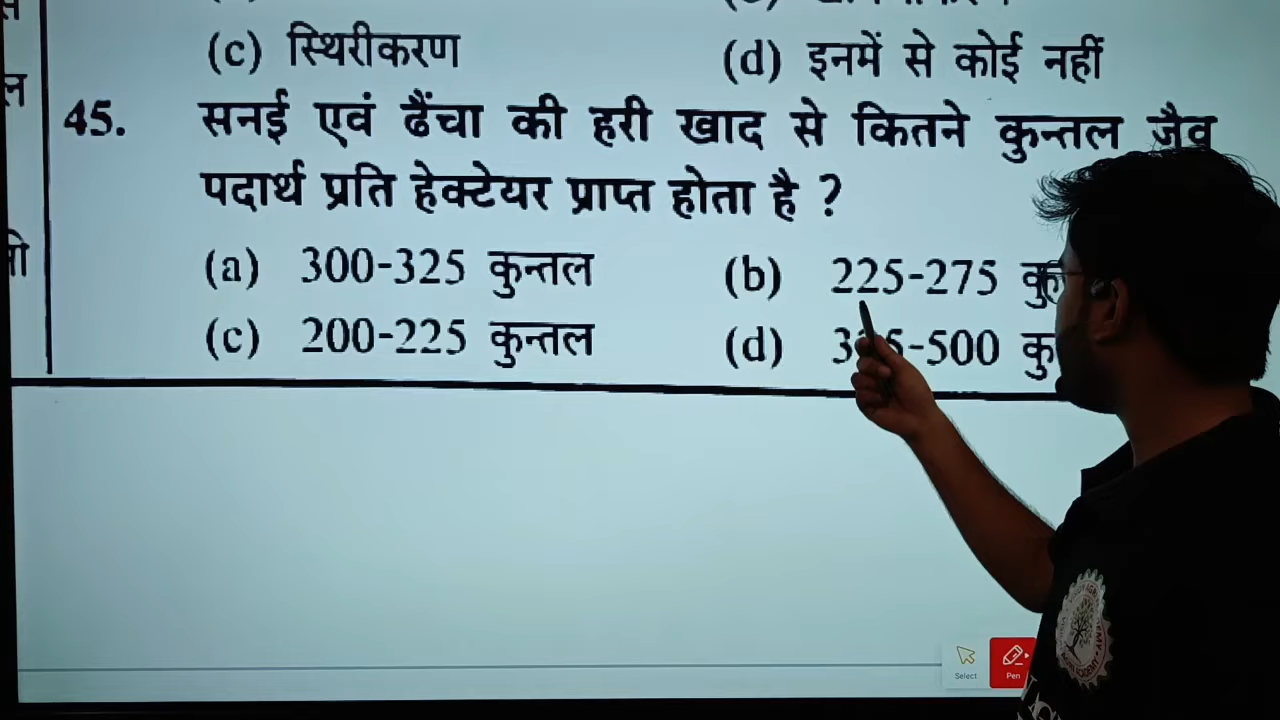 (c) स्थिरीकरण (d) इनमें से कोई नहीं
45. सनई एवं ढैंचा की हरी खाद से कितने कुन्तल जैव
पदार्थ प्रति हेक्टेयर प्राप्त होता है ?
(a) 300-325 कुन्तल (b) 225-275
(c) 200-225 कुन्तल (d) -500
Select Pen